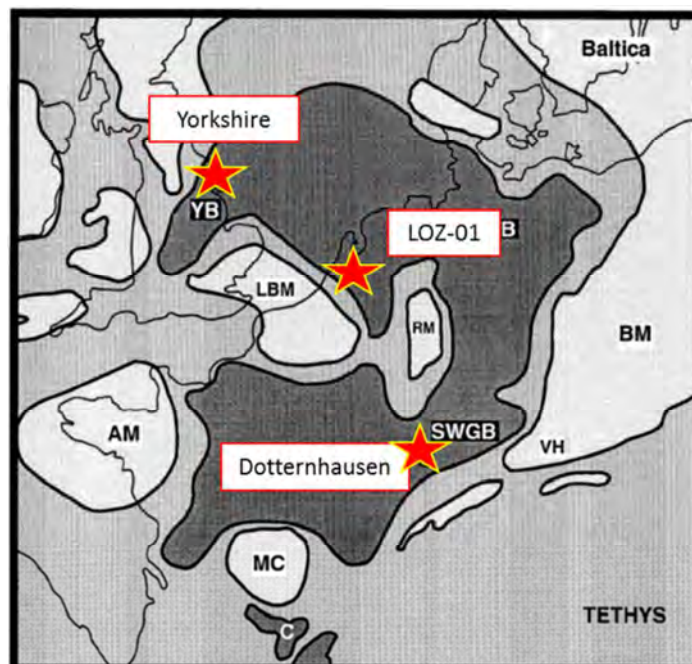 Baltica
Yorkshire
YB
LOZ-01
B
LBM
RM
BM
AM
SWGB
VH
Dotternhausen
MC
C
TETHYS